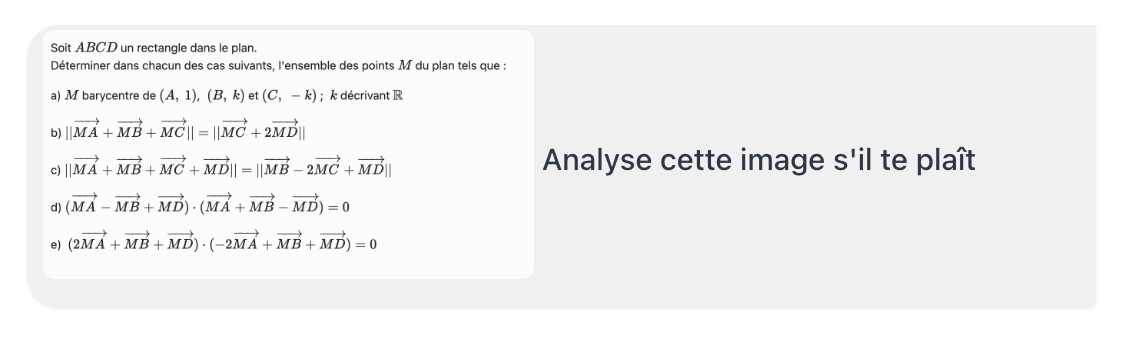 Soit ABCD un rectangle dans le plan.
Déterminer dans chacun des cas suivants, l'ensemble des points M du plan tels que :
a) M barycentre de (A, 1), (B, k) et (C, − k) ; k décrivant ℝ
b) ||\overrightarrow{MA} + \overrightarrow{MB} + \overrightarrow{MC}|| = ||\overrightarrow{MC} + 2\overrightarrow{MD}||
c) ||\overrightarrow{MA} + \overrightarrow{MB} + \overrightarrow{MC} + \overrightarrow{MD}|| = ||\overrightarrow{MB} − 2\overrightarrow{MC} + \overrightarrow{MD}||
d) (\overrightarrow{MA} − \overrightarrow{MB} + \overrightarrow{MD}) · (\overrightarrow{MA} + \overrightarrow{MB} − \overrightarrow{MD}) = 0
e) (2\overrightarrow{MA} + \overrightarrow{MB} + \overrightarrow{MD}) · (−2\overrightarrow{MA} + \overrightarrow{MB} + \overrightarrow{MD}) = 0
Analyse cette image s'il te plaît